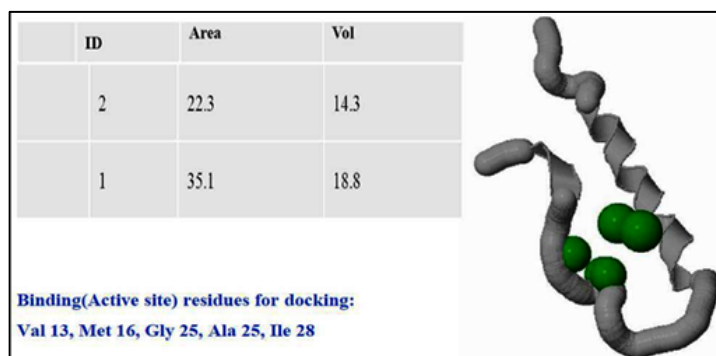 ID Area Vol
2 22.3 14.3
1 35.1 18.8
Binding(Active site) residues for docking:
Val 13, Met 16, Gly 25, Ala 25, Ile 28